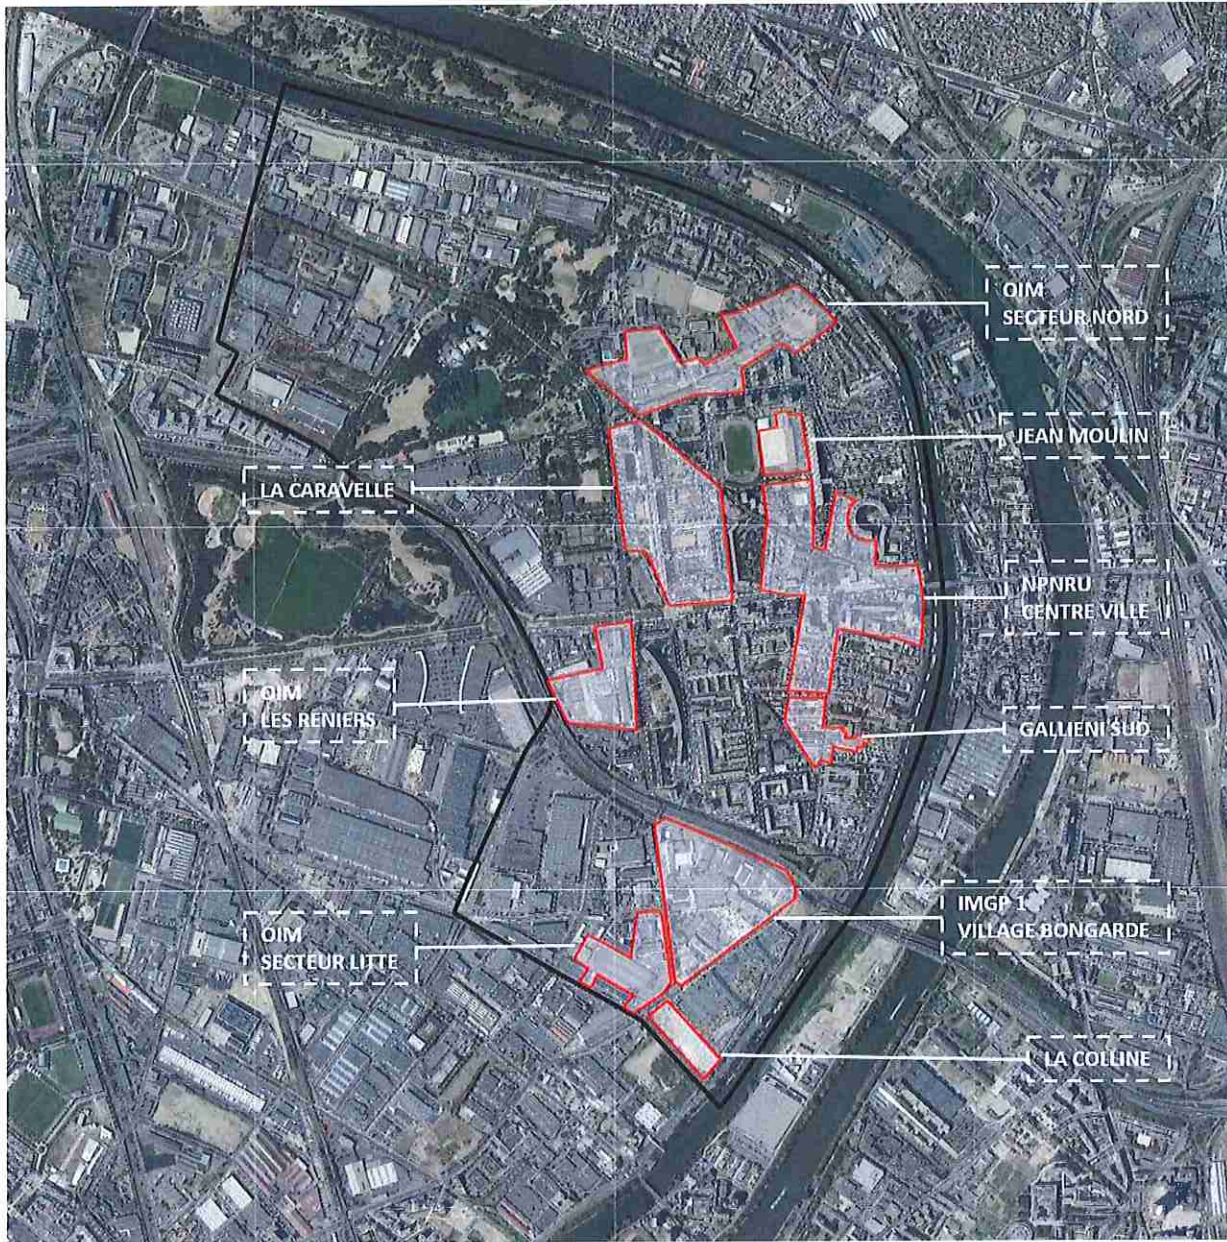 OIM
SECTEUR NORD
JEAN MOULIN
LA CARAVELLE
NPNRU
CENTRE VILLE
OIM
LES RENIERS
GALLIENI SUD
IMGP 1
VILLAGE BONGARDE
OIM
SECTEUR LITTE
LA COLLINE